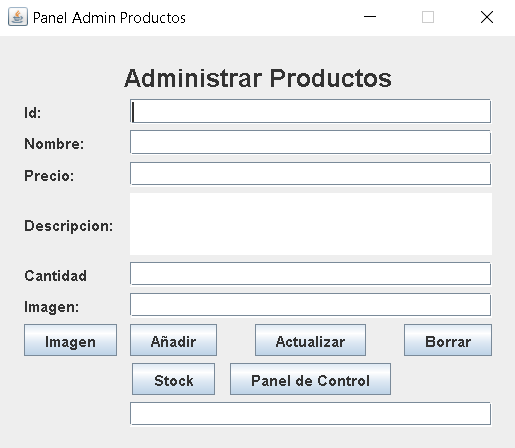 Panel Admin Productos
Administrar Productos
Id:
Nombre:
Precio:
Descripcion:
Cantidad
Imagen:
Imagen Añadir Actualizar Borrar
Stock Panel de Control